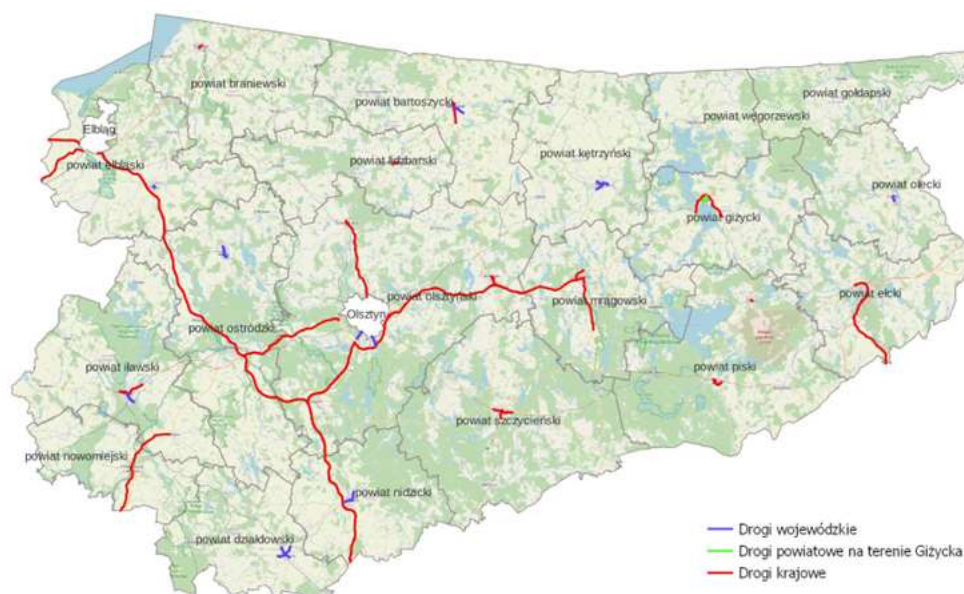 powiat braniewski
powiat bartoszycki
powiat gołdapski
powiat węgorzewski
Elbląg
powiat elbląski
powiat lidzbarski
powiat kętrzyński
powiat olecki
powiat giżycki
powiat olsztyński
powiat mrągowski
powiat ełcki
Olsztyn
powiat ostródzki
powiat iławski
powiat piski
powiat szczycieński
powiat nowomiejski
powiat nidzicki
powiat działdowski
Drogi wojewódzkie
Drogi powiatowe na terenie Giżycka
Drogi krajowe